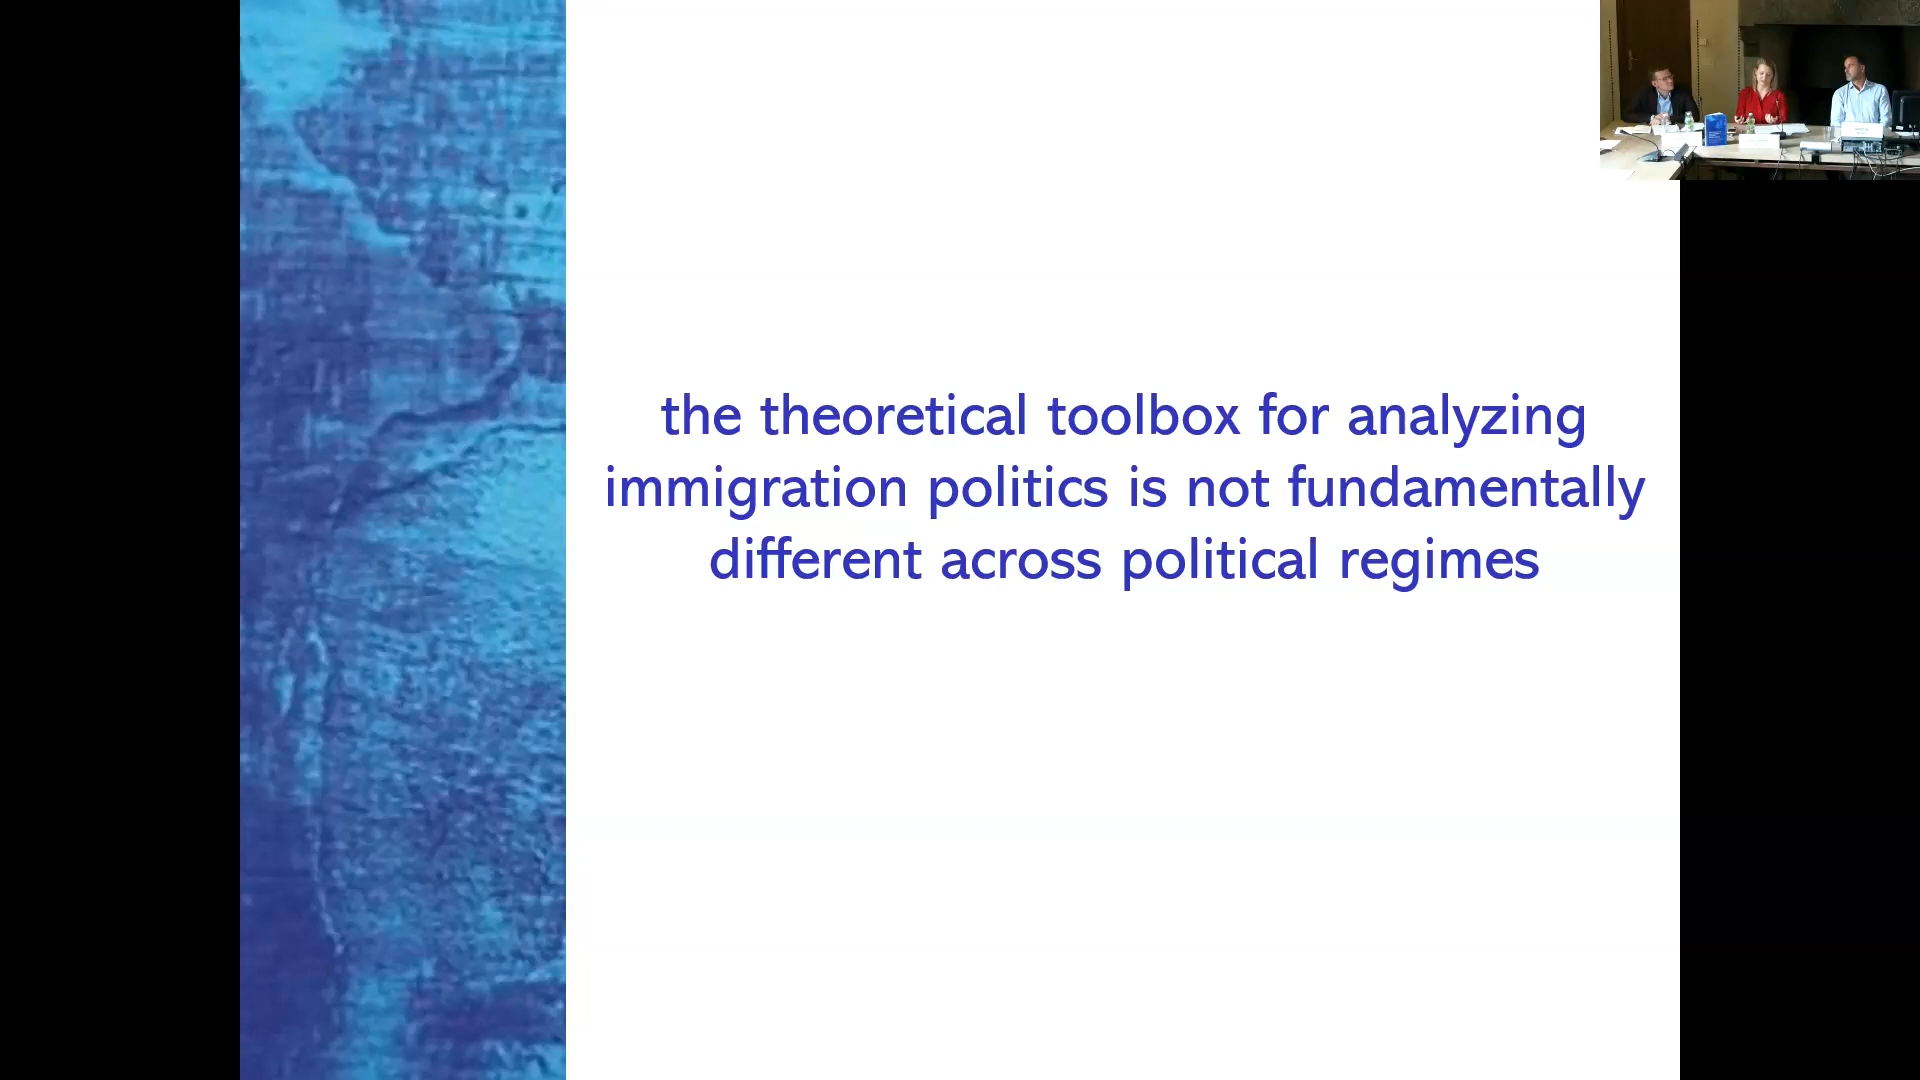 the theoretical toolbox for analyzing
immigration politics is not fundamentally
different across political regimes